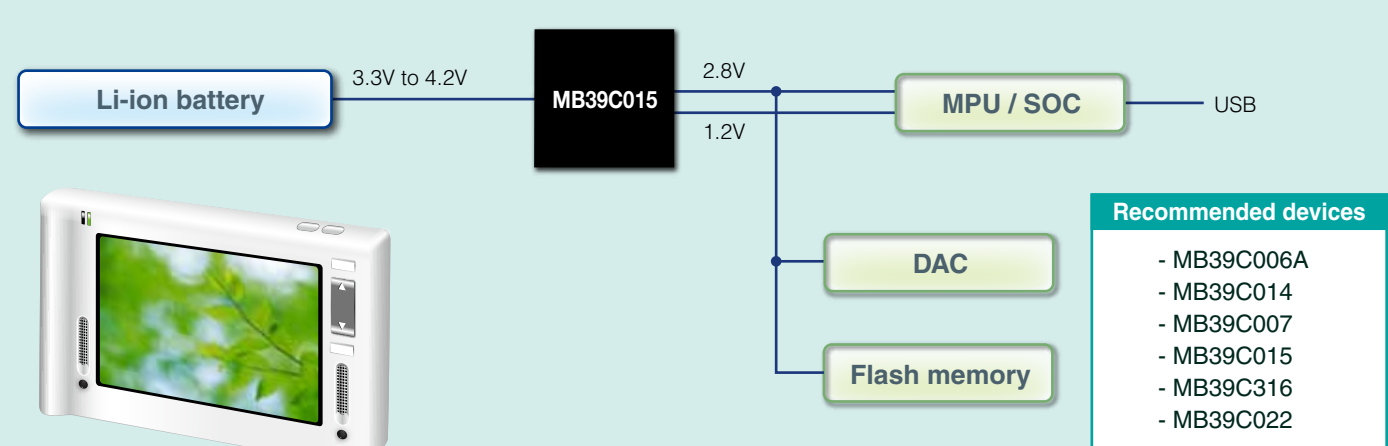 Li-ion battery
3.3V to 4.2V
MB39C015
2.8V
1.2V
MPU / SOC
USB
DAC
Flash memory
Recommended devices
- MB39C006A
- MB39C014
- MB39C007
- MB39C015
- MB39C316
- MB39C022